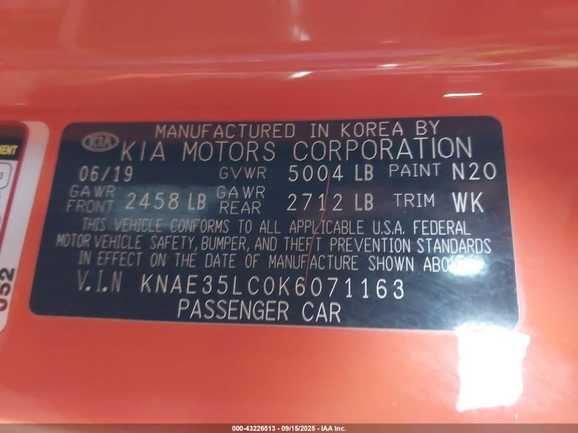 MANUFACTURED IN KOREA BY
KIA KIA MOTORS CORPORATION
06/19 GVWR 5004 LB PAINT N20
GAWR FRONT 2458 LB GAWR REAR 2712 LB TRIM WK
THIS VEHICLE CONFORMS TO ALL APPLICABLE U.S.A. FEDERAL
MOTOR VEHICLE SAFETY, BUMPER, AND THEFT PREVENTION STANDARDS
IN EFFECT ON THE DATE OF MANUFACTURE SHOWN ABOVE.
V.I.N KNAE35LC0K6071163
PASSENGER CAR
052
000-43226513 - 09/15/2025 - IAA Inc.